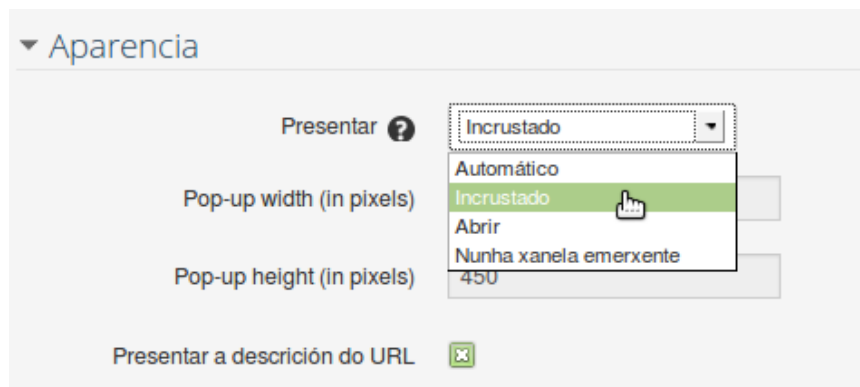 Aparencia
Presentar
Incrustado
Automático
Pop-up width (in pixels)
Incrustado
Abrir
Nunha xanela emerxente
Pop-up height (in pixels)
450
Presentar a descrición do URL